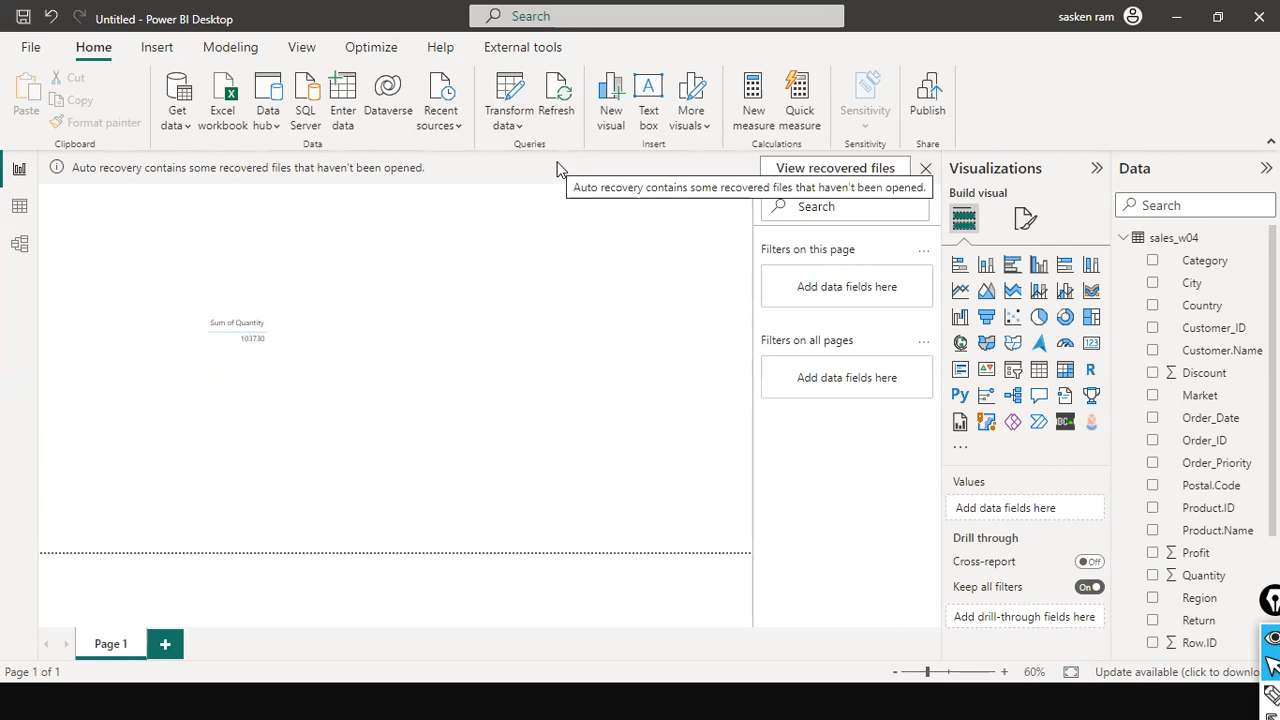 Untitled - Power BI Desktop
Search
sasken ram
File
Home
Insert
Modeling
View
Optimize
Help
External tools
Paste
Cut
Copy
Format painter
Get data
Excel workbook
Data hub
SQL Server
Enter data
Dataverse
Recent sources
Transform data
Refresh
New visual
Text box
More visuals
New measure
Quick measure
Sensitivity
Publish
Clipboard
Data
Queries
Insert
Calculations
Sensitivity
Share
Auto recovery contains some recovered files that haven't been opened.
View recovered files
Auto recovery contains some recovered files that haven't been opened.
Search
Filters on this page
...
Add data fields here
Filters on all pages
...
Add data fields here
Sum of Quantity
103730
Visualizations
Build visual
123
R
Py
...
Values
Add data fields here
Drill through
Cross-report
Off
Keep all filters
On
Add drill-through fields here
Data
Search
sales_w04
Category
City
Country
Customer_ID
Customer.Name
Σ Discount
Market
Order_Date
Order_ID
Order_Priority
Postal.Code
Product.ID
Product.Name
Σ Profit
Σ Quantity
Region
Return
Row.ID
Page 1
Page 1 of 1
- + 60%
Update available (click to downlo